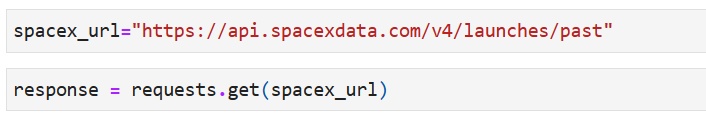 spacex_url="https://api.spacexdata.com/v4/launches/past"
response = requests.get(spacex_url)